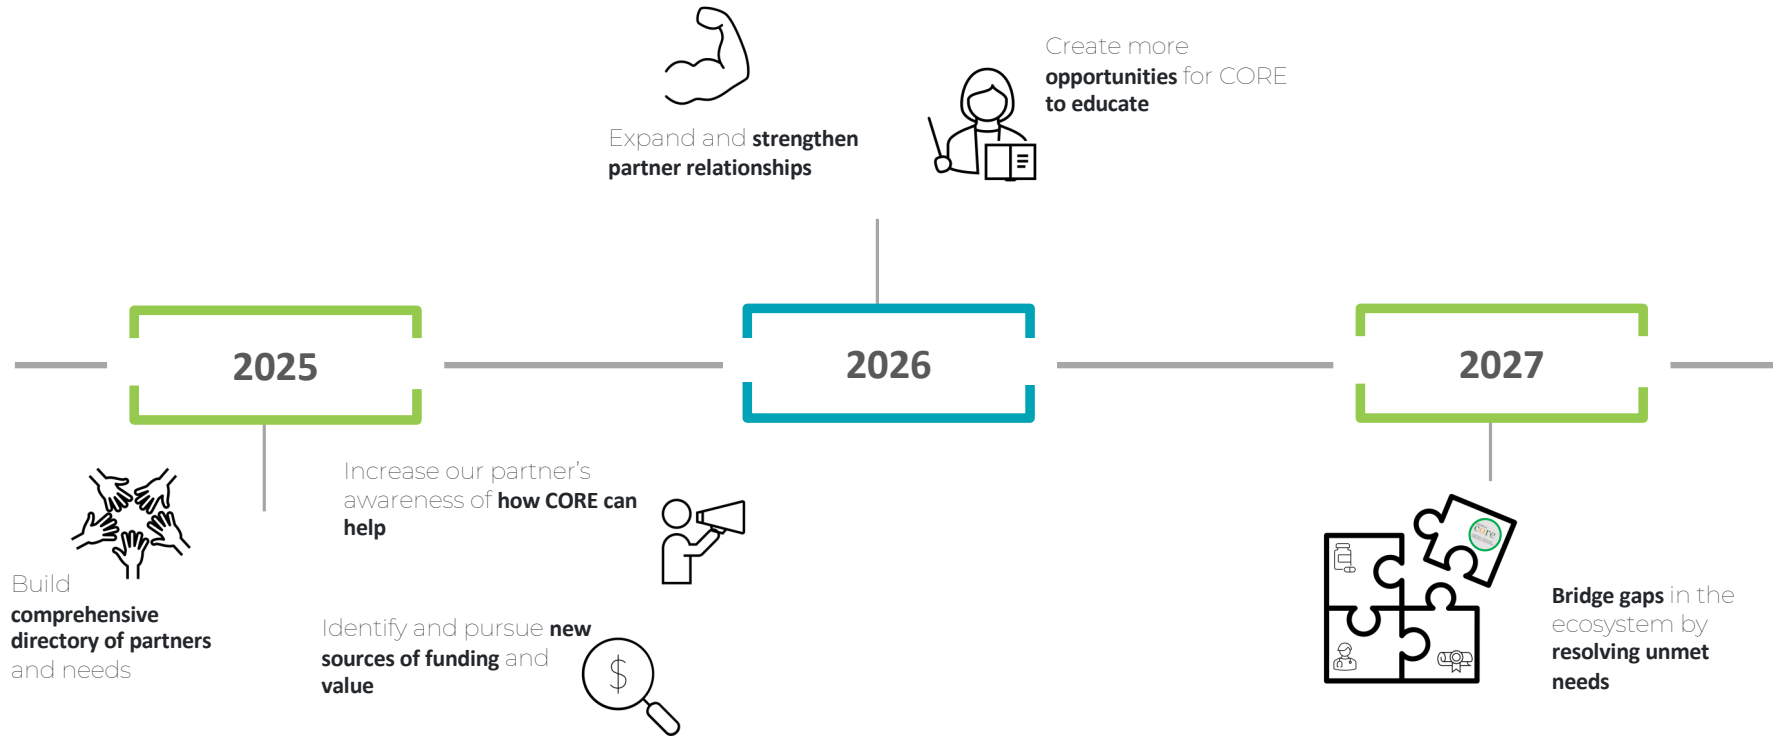 Expand and strengthen
partner relationships
Create more
opportunities for CORE
to educate
2025
2026
2027
Build
comprehensive
directory of partners
and needs
Increase our partner's
awareness of how CORE can
help
Identify and pursue new
sources of funding and
value
$
core
Bridge gaps in the
ecosystem by
resolving unmet
needs